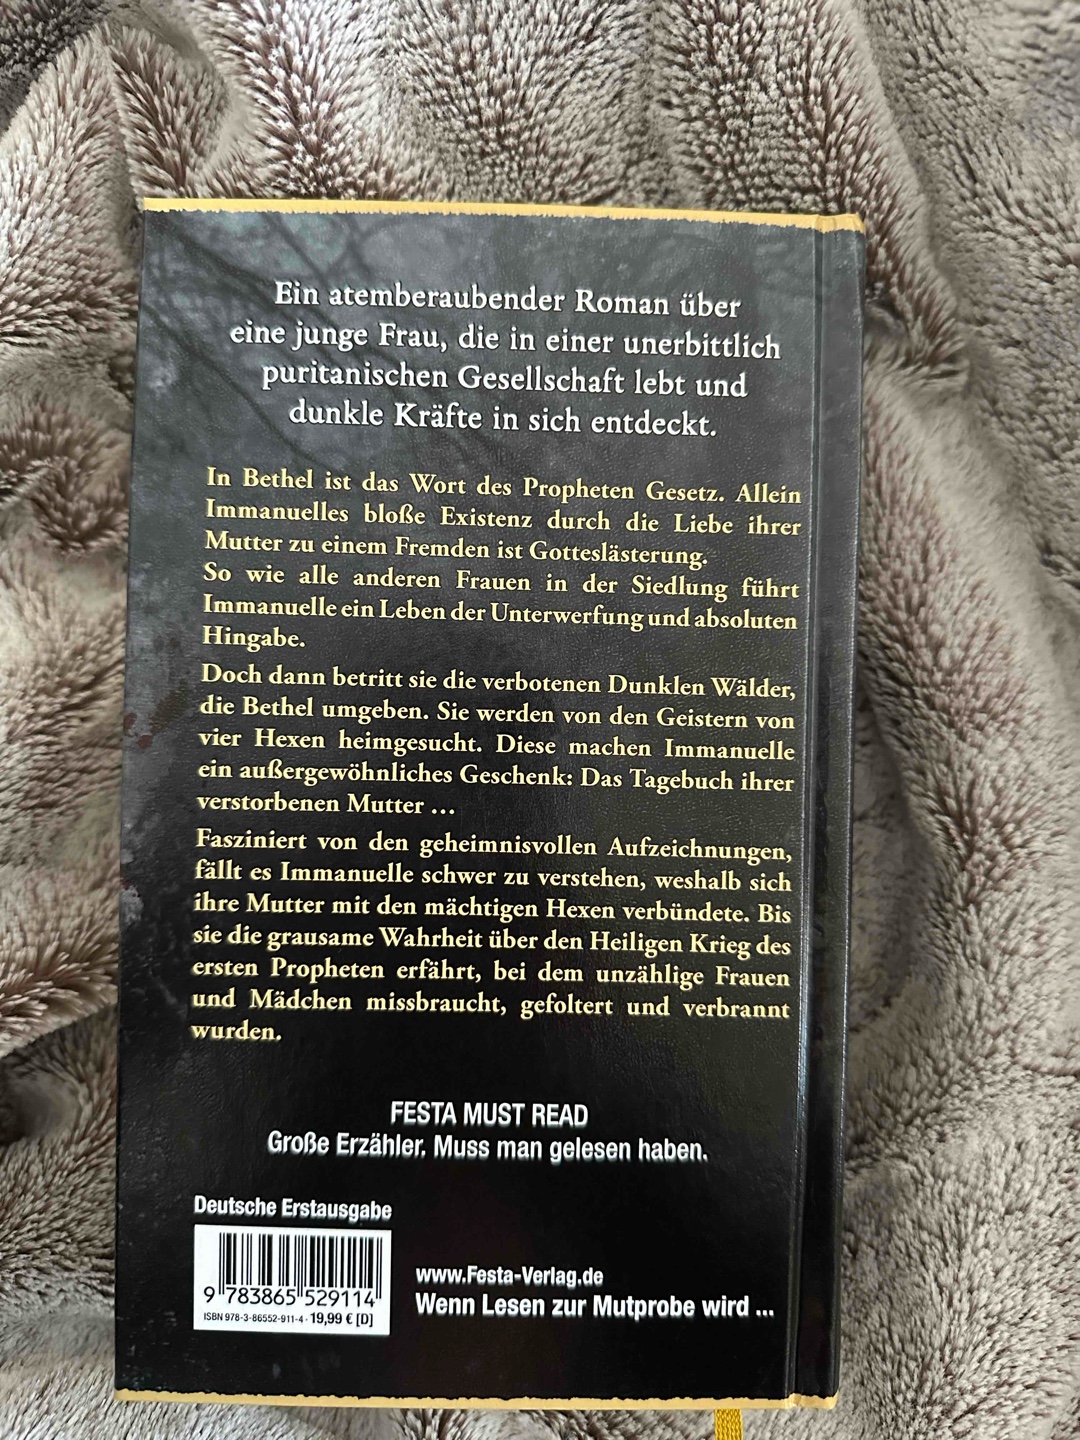 Ein atemberaubender Roman über
eine junge Frau, die in einer unerbittlich
puritanischen Gesellschaft lebt und
dunkle Kräfte in sich entdeckt.
In Bethel ist das Wort des Propheten Gesetz. Allein
Immanuelles bloße Existenz durch die Liebe ihrer
Mutter zu einem Fremden ist Gotteslästerung.
So wie alle anderen Frauen in der Siedlung führt
Immanuelle ein Leben der Unterwerfung und absoluten
Hingabe.
Doch dann betritt sie die verbotenen Dunklen Wälder,
die Bethel umgeben. Sie werden von den Geistern von
vier Hexen heimgesucht. Diese machen Immanuelle
ein außergewöhnliches Geschenk: Das Tagebuch ihrer
verstorbenen Mutter ...
Fasziniert von den geheimnisvollen Aufzeichnungen,
fällt es Immanuelle schwer zu verstehen, weshalb sich
ihre Mutter mit den mächtigen Hexen verbündete. Bis
sie die grausame Wahrheit über den Heiligen Krieg des
ersten Propheten erfährt, bei dem unzählige Frauen
und Mädchen missbraucht, gefoltert und verbrannt
wurden.
FESTA MUST READ
Große Erzähler. Muss man gelesen haben.
Deutsche Erstausgabe
9 783865 529114
ISBN 978-3-86552-911-4 · 19,99 € [D]
www.Festa-Verlag.de
Wenn Lesen zur Mutprobe wird ...